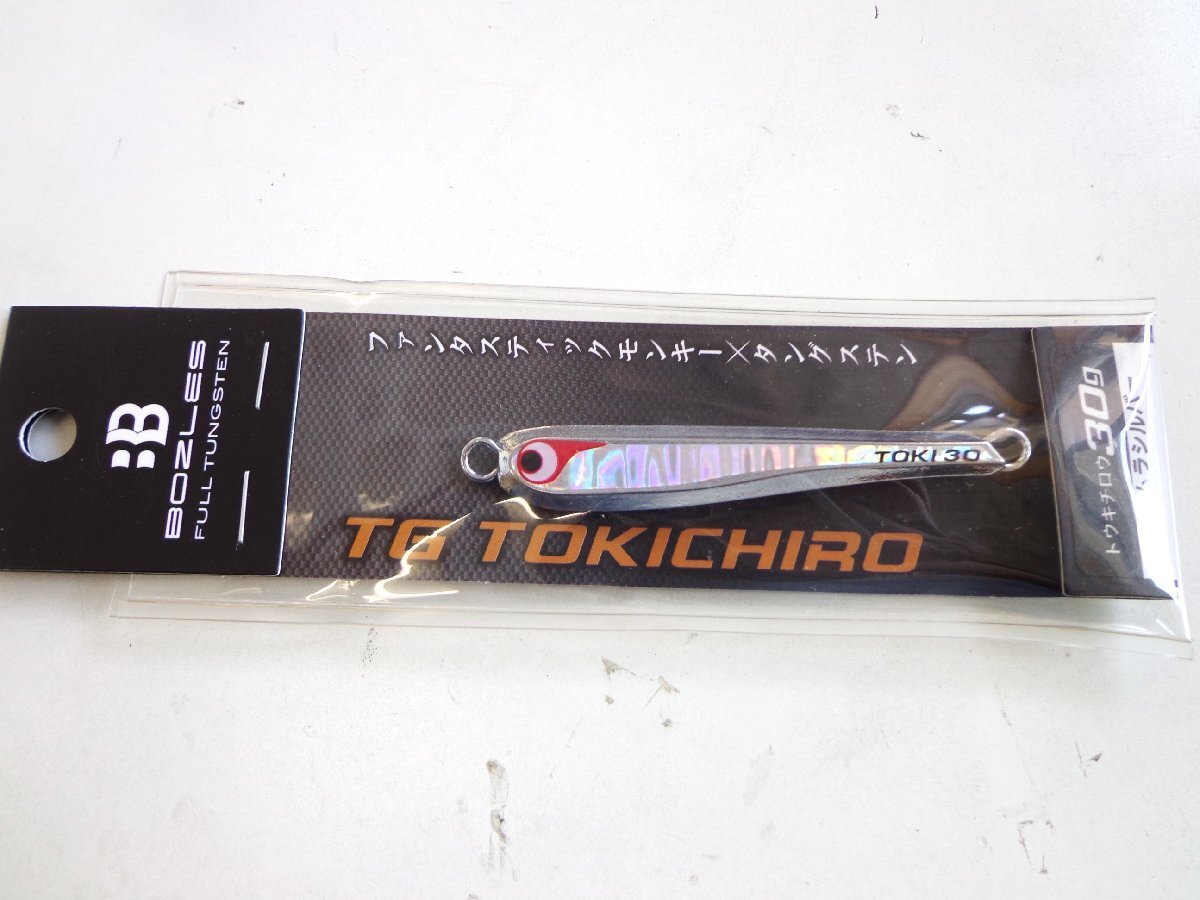 BOZLES
FULL TUNGSTEN
ファンタスティックモンキー×タングステン
TOKI 30
TG TOKICHIRO
トウキチロウ 30g
ラシルバー